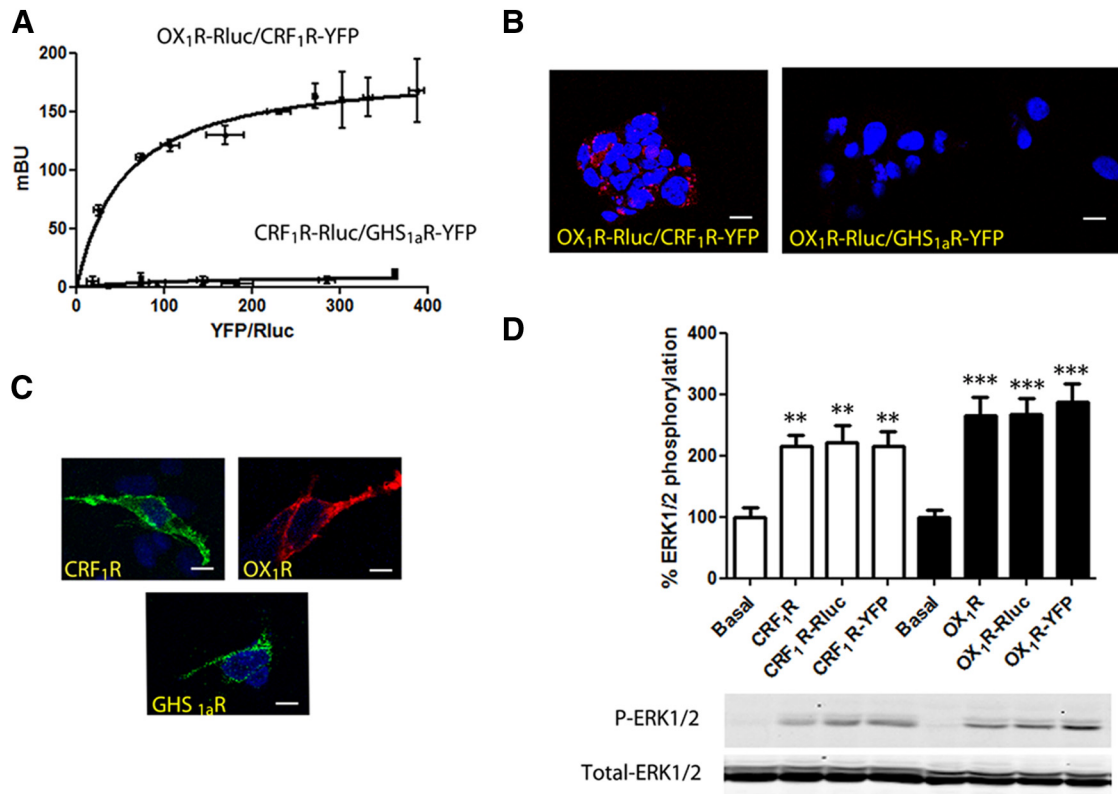 A
OX1R-Rluc/CRF1R-YFP
200
150
100
50
0
mBU
CRF1R-Rluc/GHS1aR-YFP
0 100 200 300 400
YFP/Rluc
B
OX1R-Rluc/CRF1R-YFP
OX1R-Rluc/GHS1aR-YFP
C
CRF1R
OX1R
GHS 1aR
D
% ERK1/2 phosphorylation
400
300
200
100
0
** ** ** *** *** ***
Basal
CRF1R
CRF1 R-Rluc
CRF1 R-YFP
Basal
OX1R
OX1R-Rluc
OX1R-YFP
P-ERK1/2
Total-ERK1/2